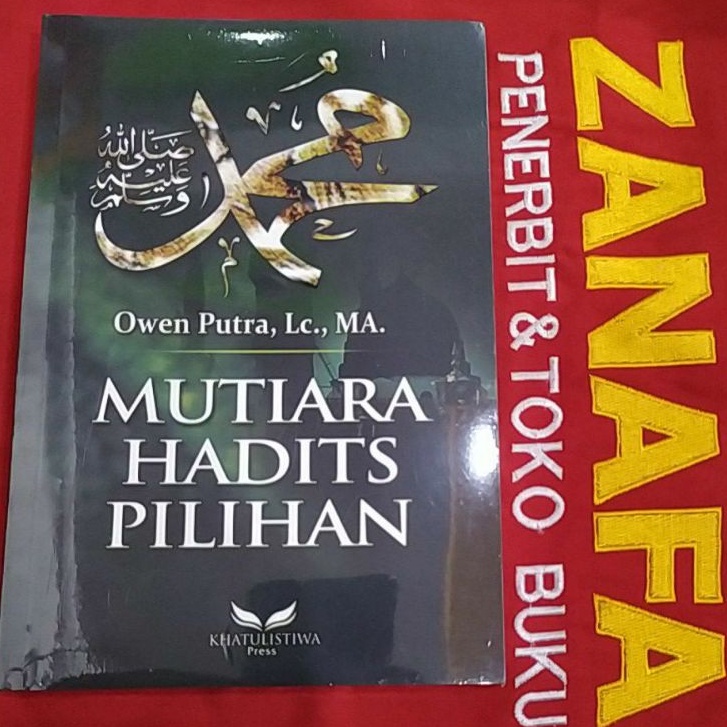 محمد
صلى الله
عليه
وسلم
Owen Putra, Lc., MA.
MUTIARA
HADITS
PILIHAN
KHATULISTIWA
Press
ZANAFA
PENERBIT & TOKO BUKU